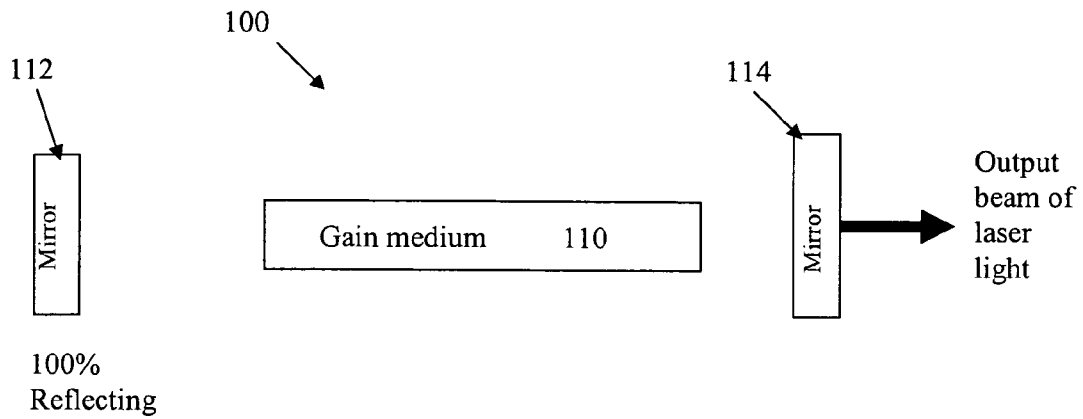 100
112
114
Mirror
Gain medium 110
Mirror
Output
beam of
laser
light
100%
Reflecting